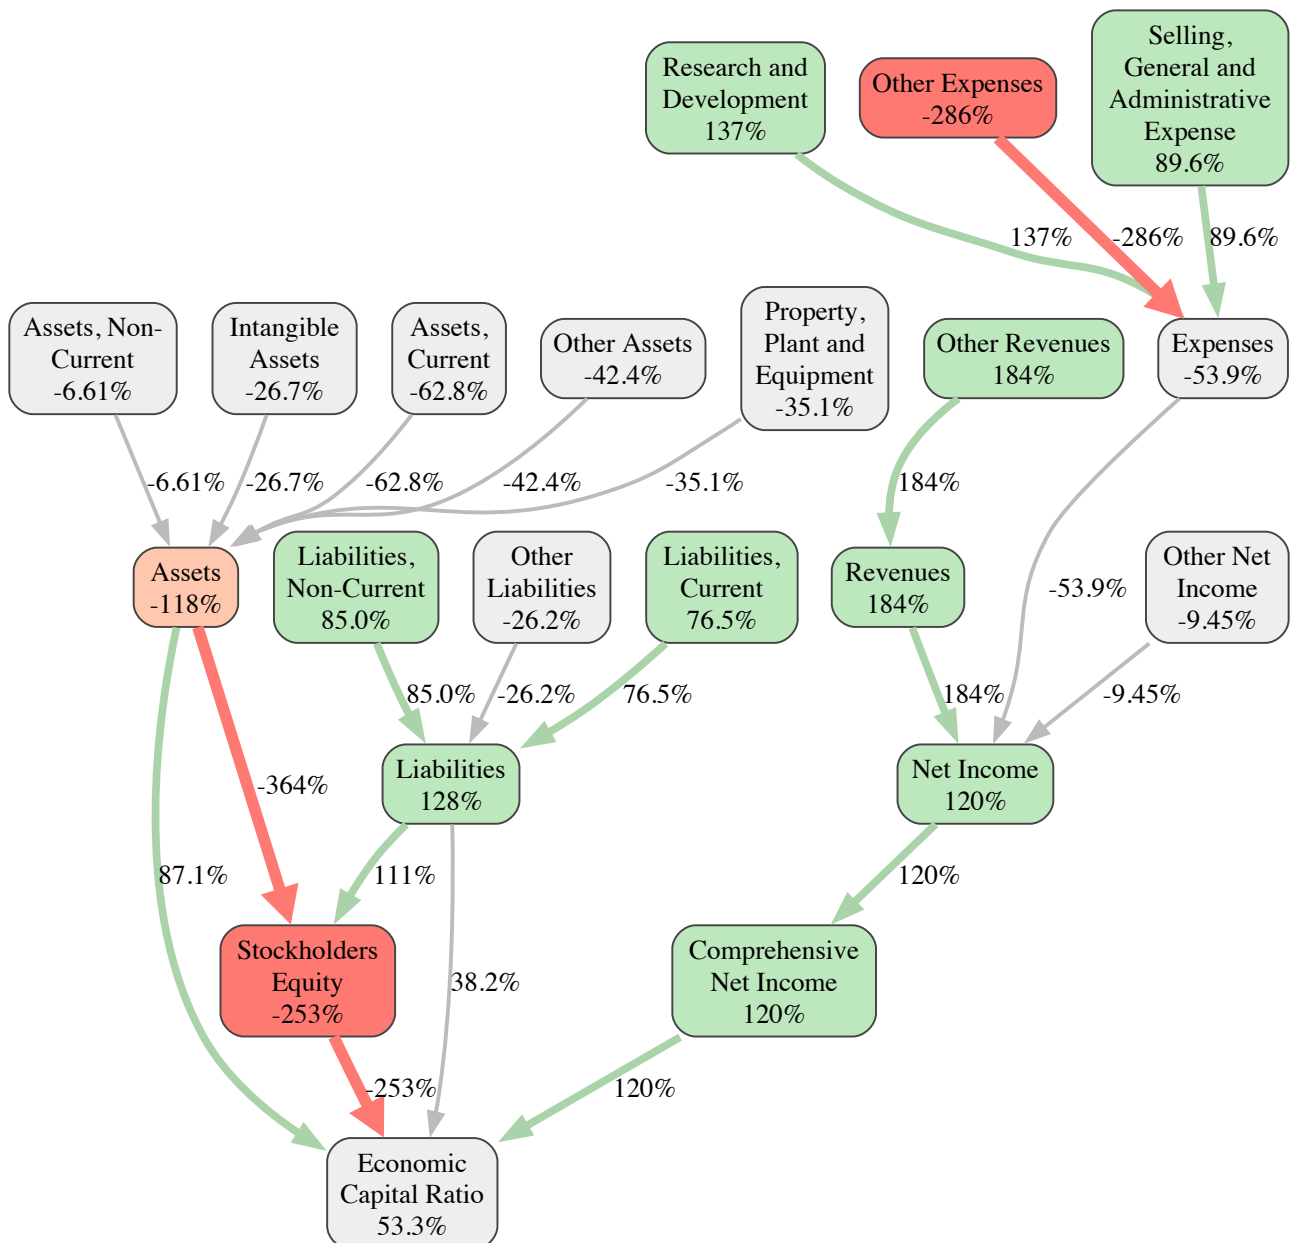 Selling,
General and
Administrative
Expense
89.6%
Research and
Development
137%
Other Expenses
-286%
137%
-286%
89.6%
Assets, Non-
Current
-6.61%
Intangible
Assets
-26.7%
Assets,
Current
-62.8%
Other Assets
-42.4%
Property,
Plant and
Equipment
-35.1%
Other Revenues
184%
Expenses
-53.9%
-6.61%
-26.7%
-62.8%
-42.4%
-35.1%
184%
Assets
-118%
Liabilities,
Non-Current
85.0%
Other
Liabilities
-26.2%
Liabilities,
Current
76.5%
Revenues
184%
-53.9%
Other Net
Income
-9.45%
85.0%
-26.2%
76.5%
184%
-9.45%
-364%
Liabilities
128%
Net Income
120%
87.1%
111%
120%
Stockholders
Equity
-253%
38.2%
Comprehensive
Net Income
120%
-253%
120%
Economic
Capital Ratio
53.3%